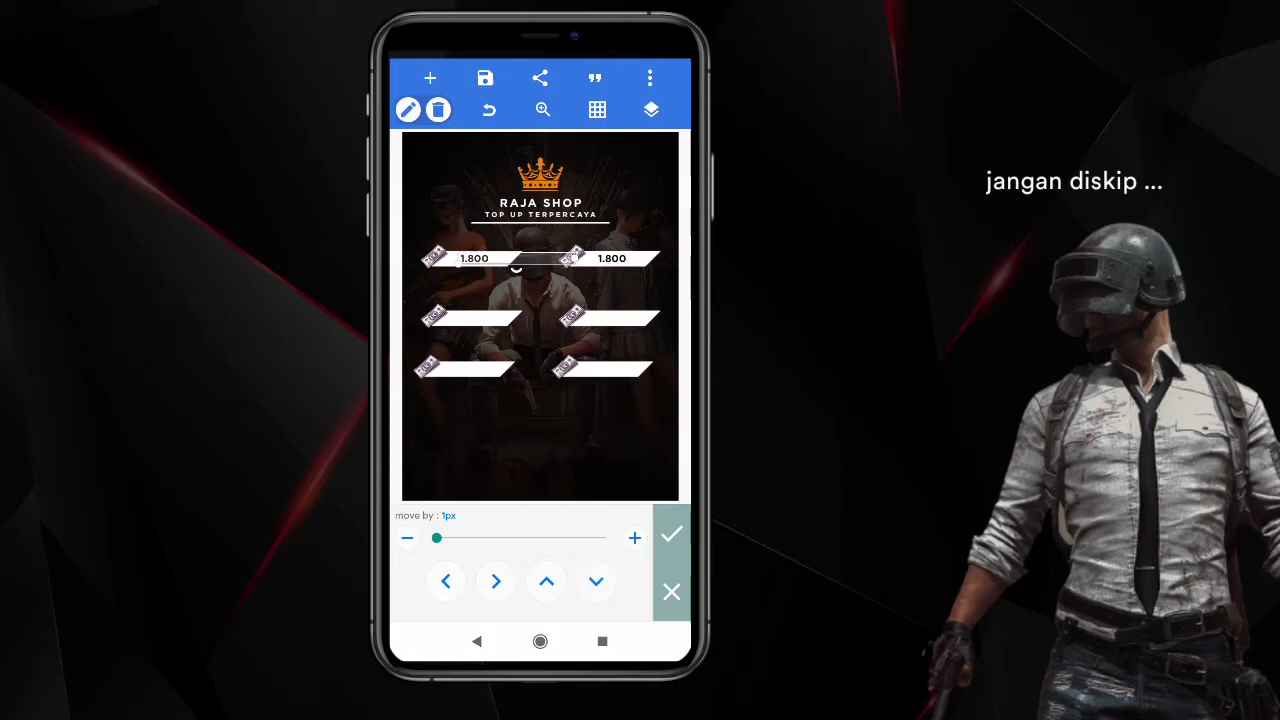 jangan diskip ...
RAJA SHOP
TOP UP TERPERCAYA
1.800 1.800
move by : 1px